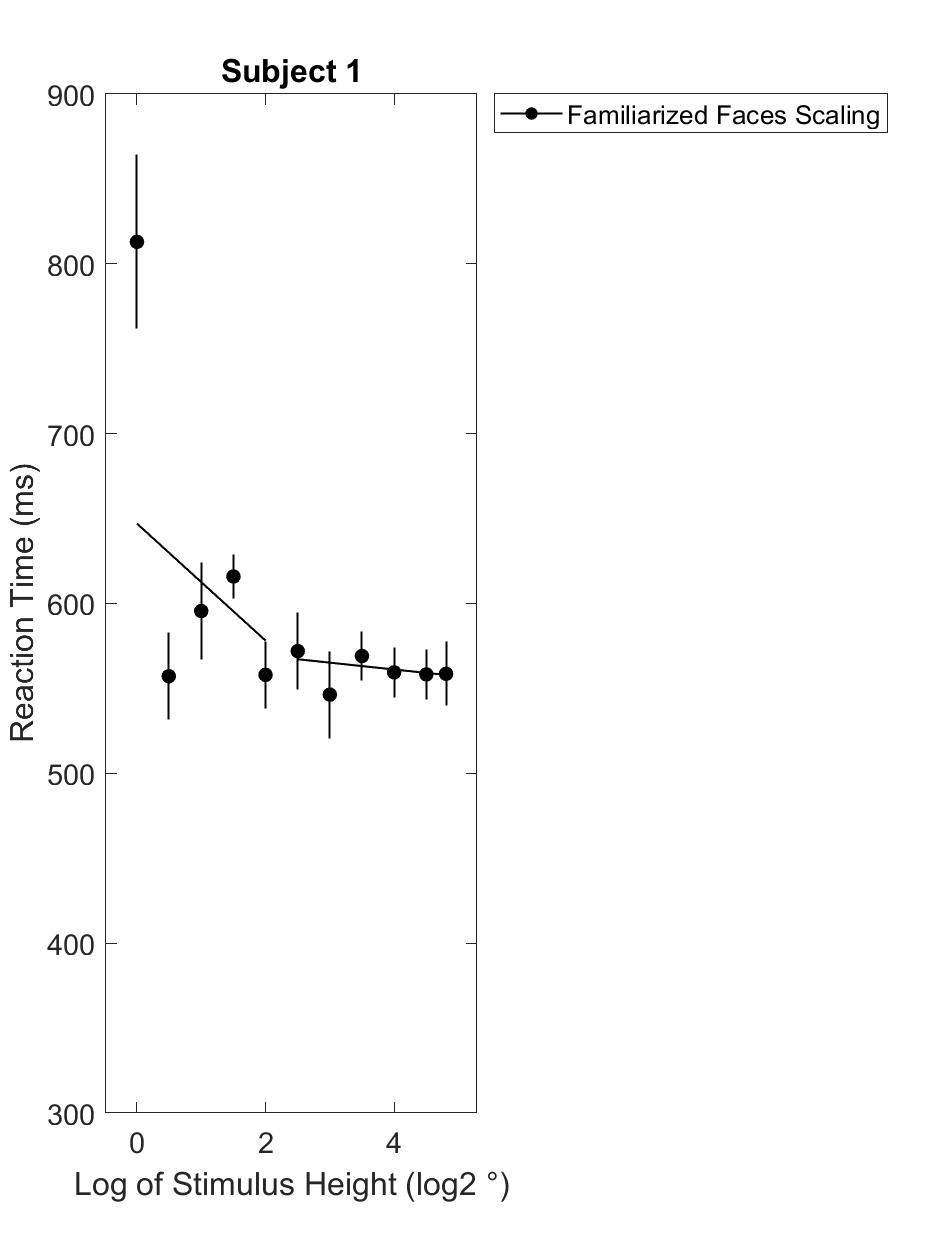 Subject 1
Familiarized Faces Scaling
900
800
700
600
500
400
300
Reaction Time (ms)
0 2 4
Log of Stimulus Height (log2 °)